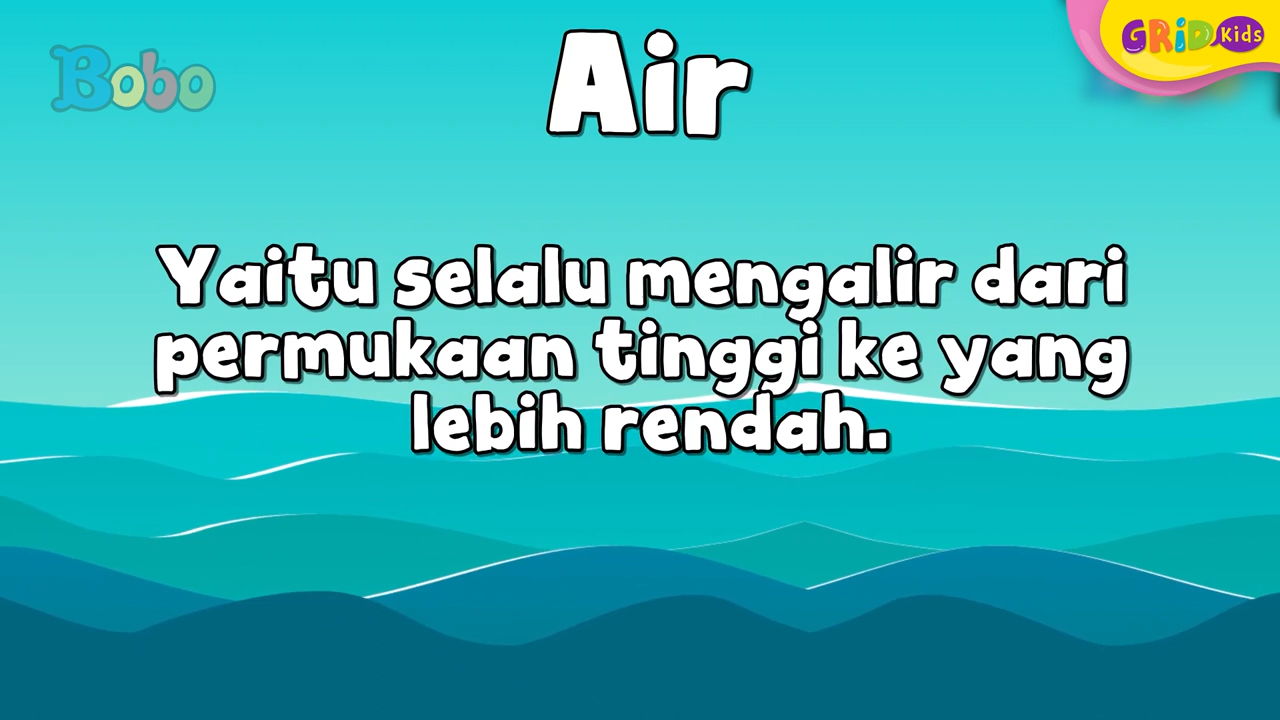 Bobo
GRID Kids
Air
Yaitu selalu mengalir dari
permukaan tinggi ke yang
lebih rendah.